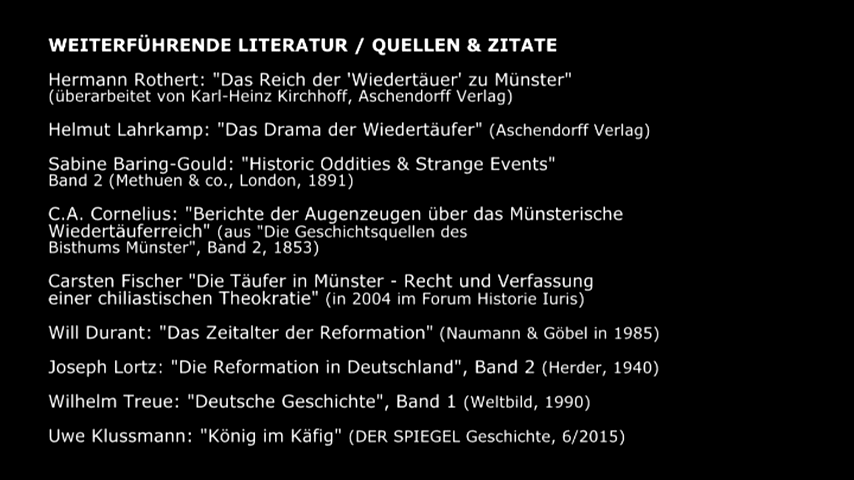 WEITERFÜHRENDE LITERATUR / QUELLEN & ZITATE
Hermann Rothert: "Das Reich der 'Wiedertäuer' zu Münster"
(überarbeitet von Karl-Heinz Kirchhoff, Aschendorff Verlag)
Helmut Lahrkamp: "Das Drama der Wiedertäufer" (Aschendorff Verlag)
Sabine Baring-Gould: "Historic Oddities & Strange Events"
Band 2 (Methuen & co., London, 1891)
C.A. Cornelius: "Berichte der Augenzeugen über das Münsterische
Wiedertäuferreich" (aus "Die Geschichtsquellen des
Bisthums Münster", Band 2, 1853)
Carsten Fischer "Die Täufer in Münster - Recht und Verfassung
einer chiliastischen Theokratie" (in 2004 im Forum Historie Iuris)
Will Durant: "Das Zeitalter der Reformation" (Naumann & Göbel in 1985)
Joseph Lortz: "Die Reformation in Deutschland", Band 2 (Herder, 1940)
Wilhelm Treue: "Deutsche Geschichte", Band 1 (Weltbild, 1990)
Uwe Klussmann: "König im Käfig" (DER SPIEGEL Geschichte, 6/2015)